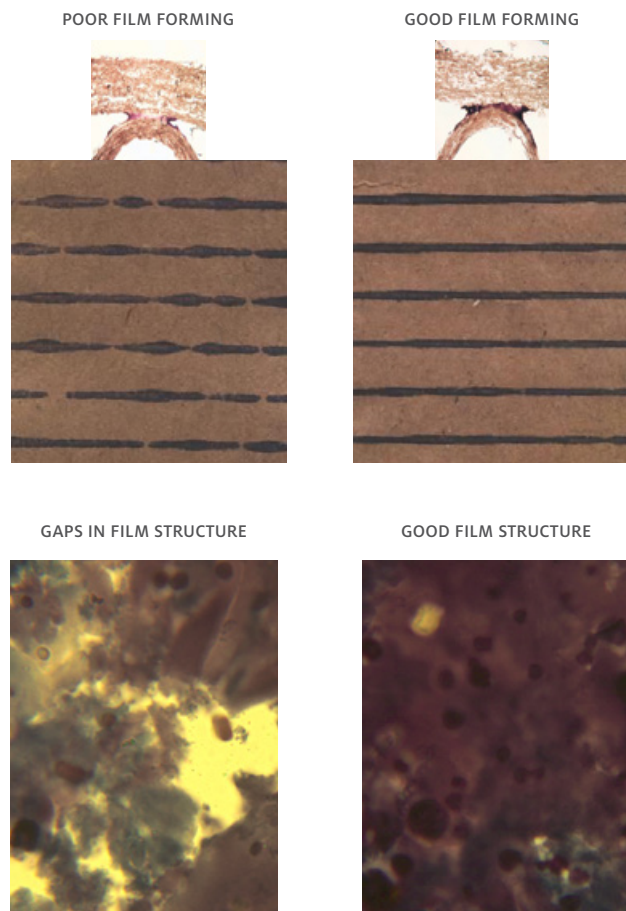 POOR FILM FORMING
GOOD FILM FORMING
GAPS IN FILM STRUCTURE
GOOD FILM STRUCTURE